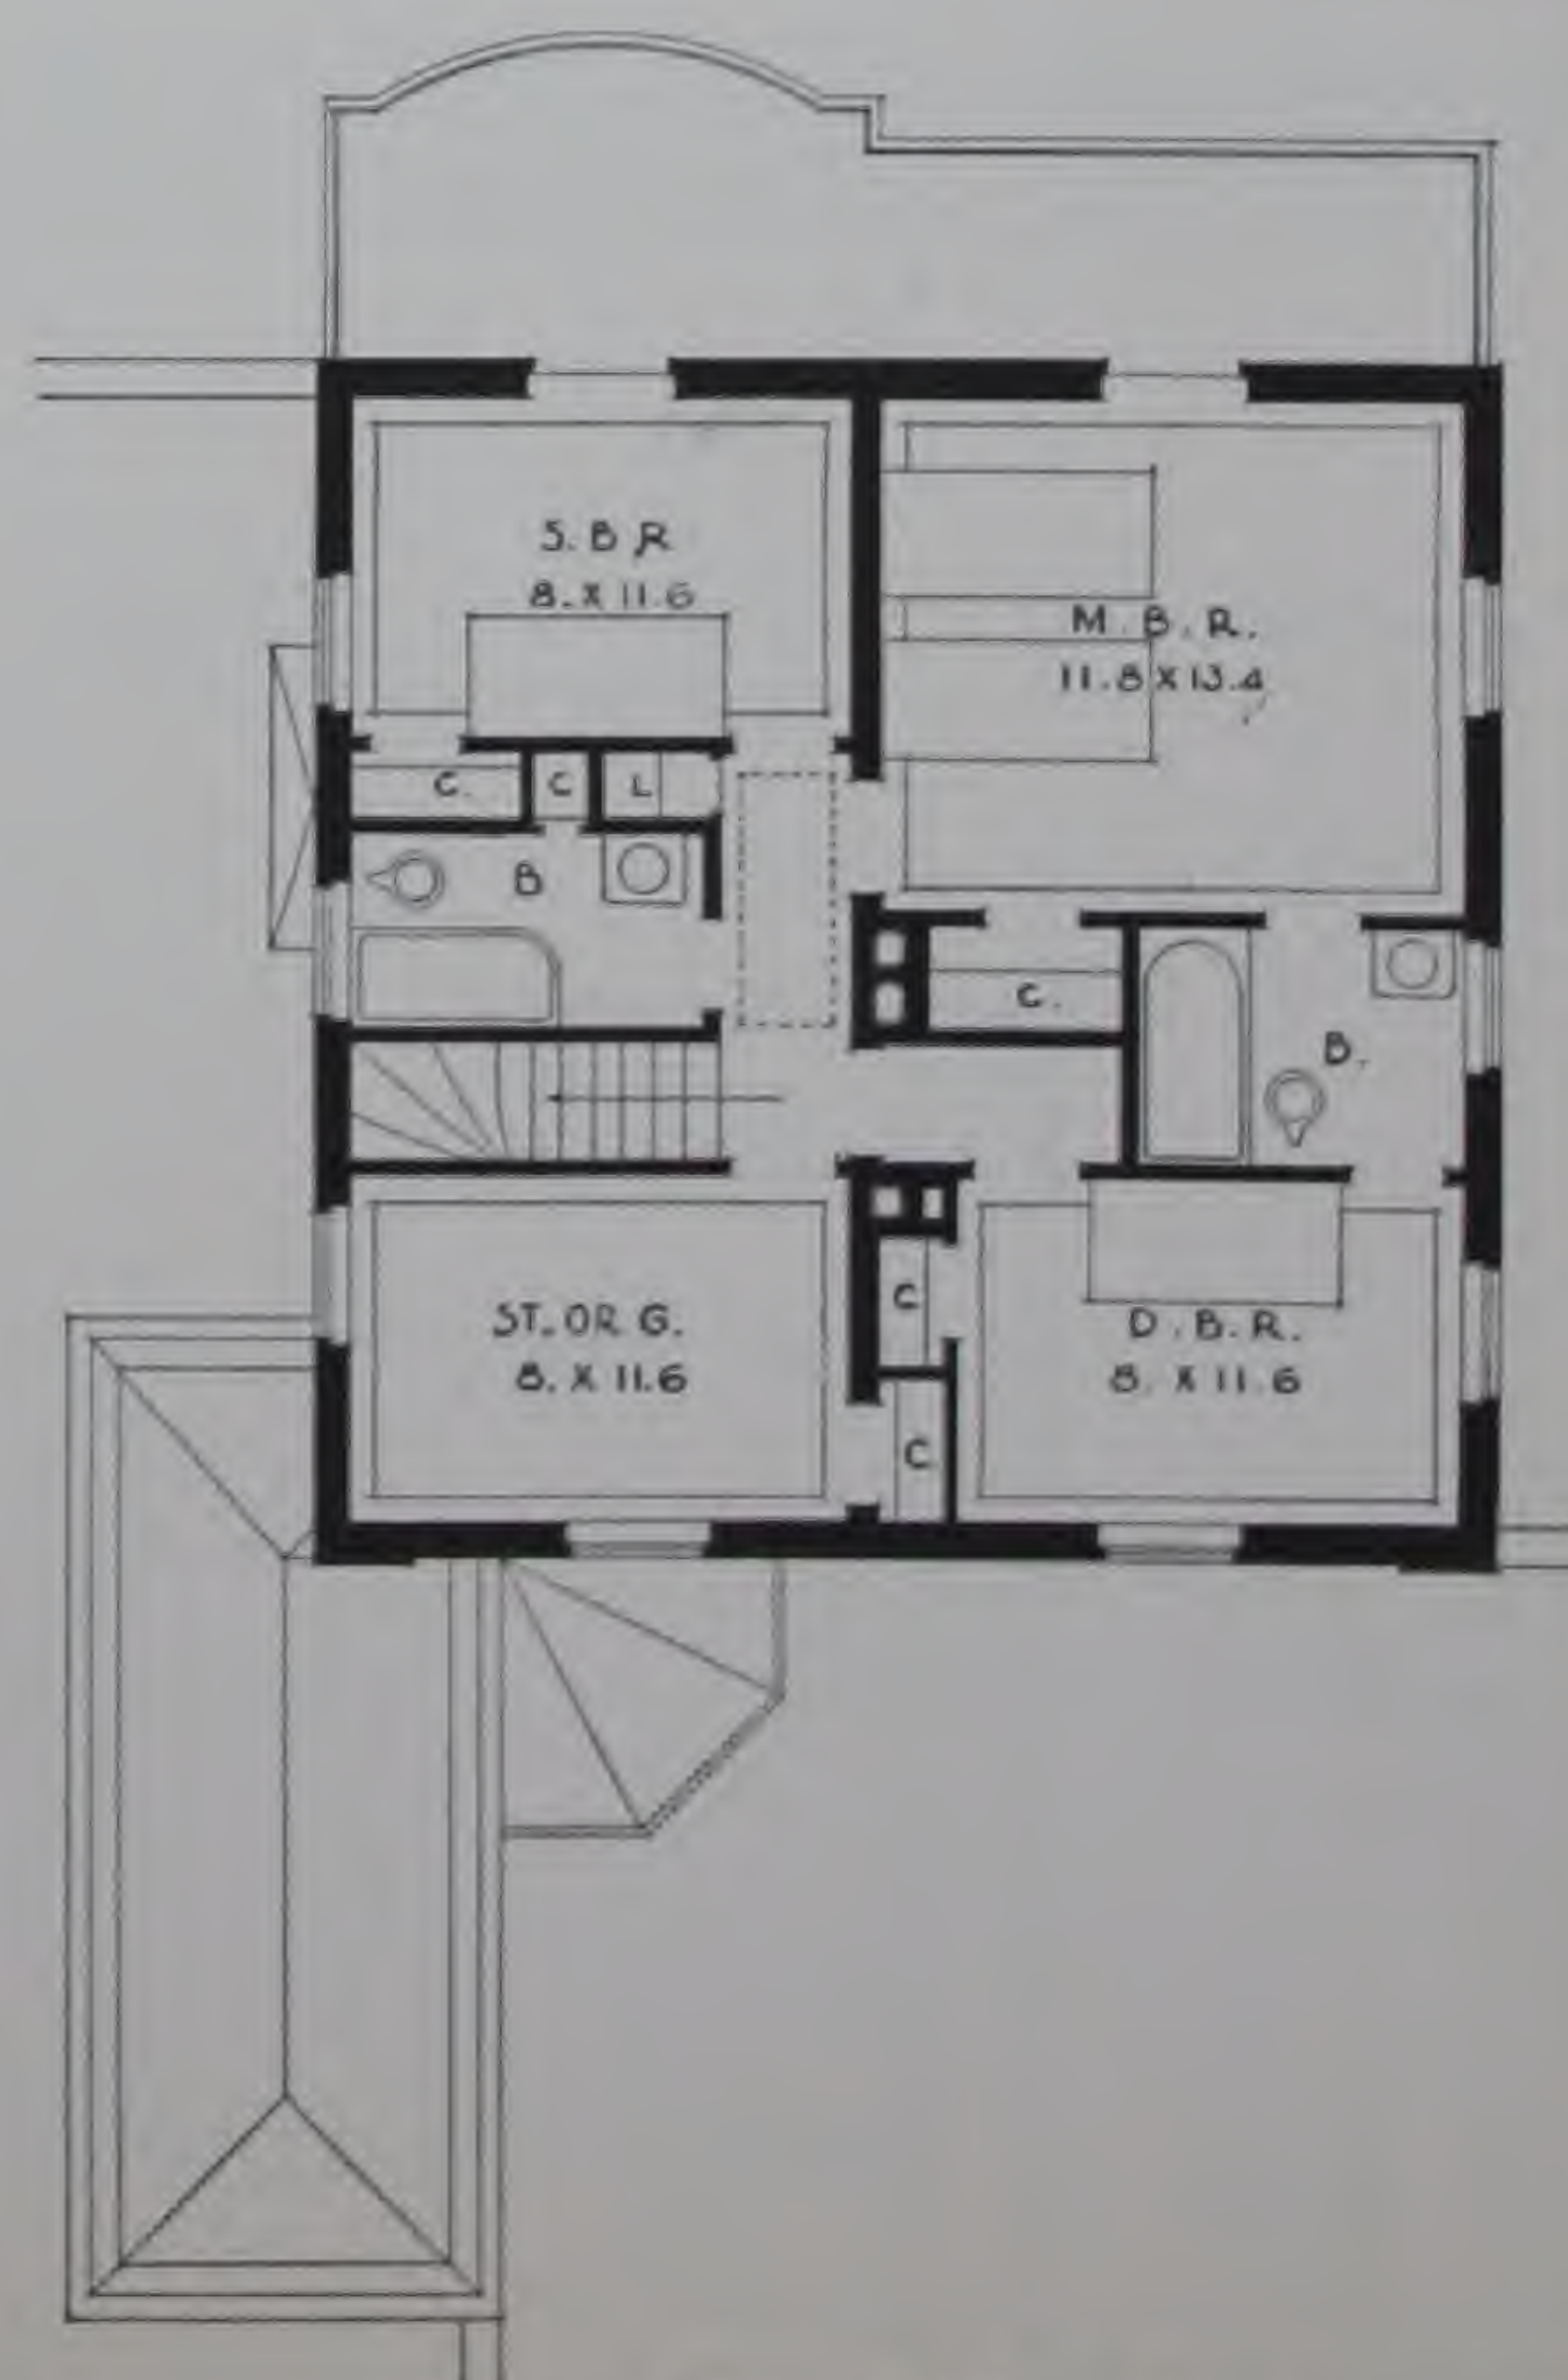 S. B R
8. X 11.6
M. B. R.
11.8 X 13.4
C.
C
L
B
C.
B.
ST. OR G.
8. X 11.6
C
D. B. R.
8. X 11.6
C